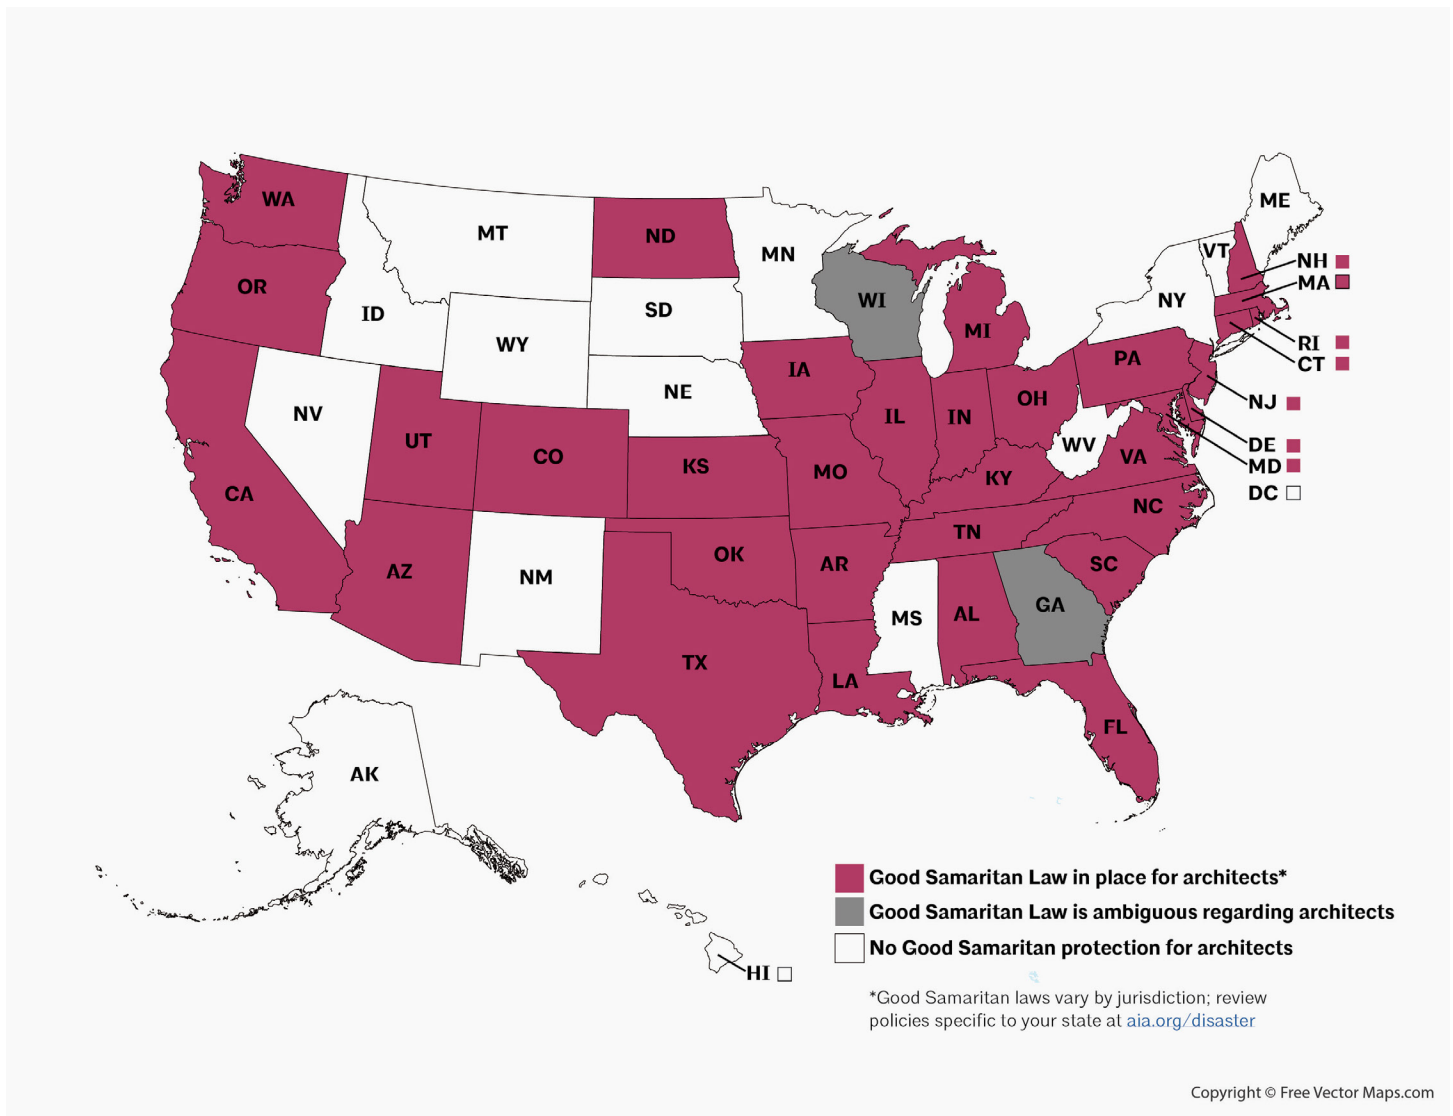 WA
MT
ND
MN
ME
VT
NH
MA
OR
ID
SD
WI
NY
MI
WY
RI
CT
PA
IA
NE
OH
NJ
NV
IL
IN
UT
CO
WV
DE
KS
MO
KY
VA
MD
CA
DC
NC
TN
OK
AR
SC
AZ
NM
GA
MS
AL
TX
LA
FL
AK
Good Samaritan Law in place for architects*
Good Samaritan Law is ambiguous regarding architects
No Good Samaritan protection for architects
HI
*Good Samaritan laws vary by jurisdiction; review
policies specific to your state at aia.org/disaster
Copyright © Free Vector Maps.com